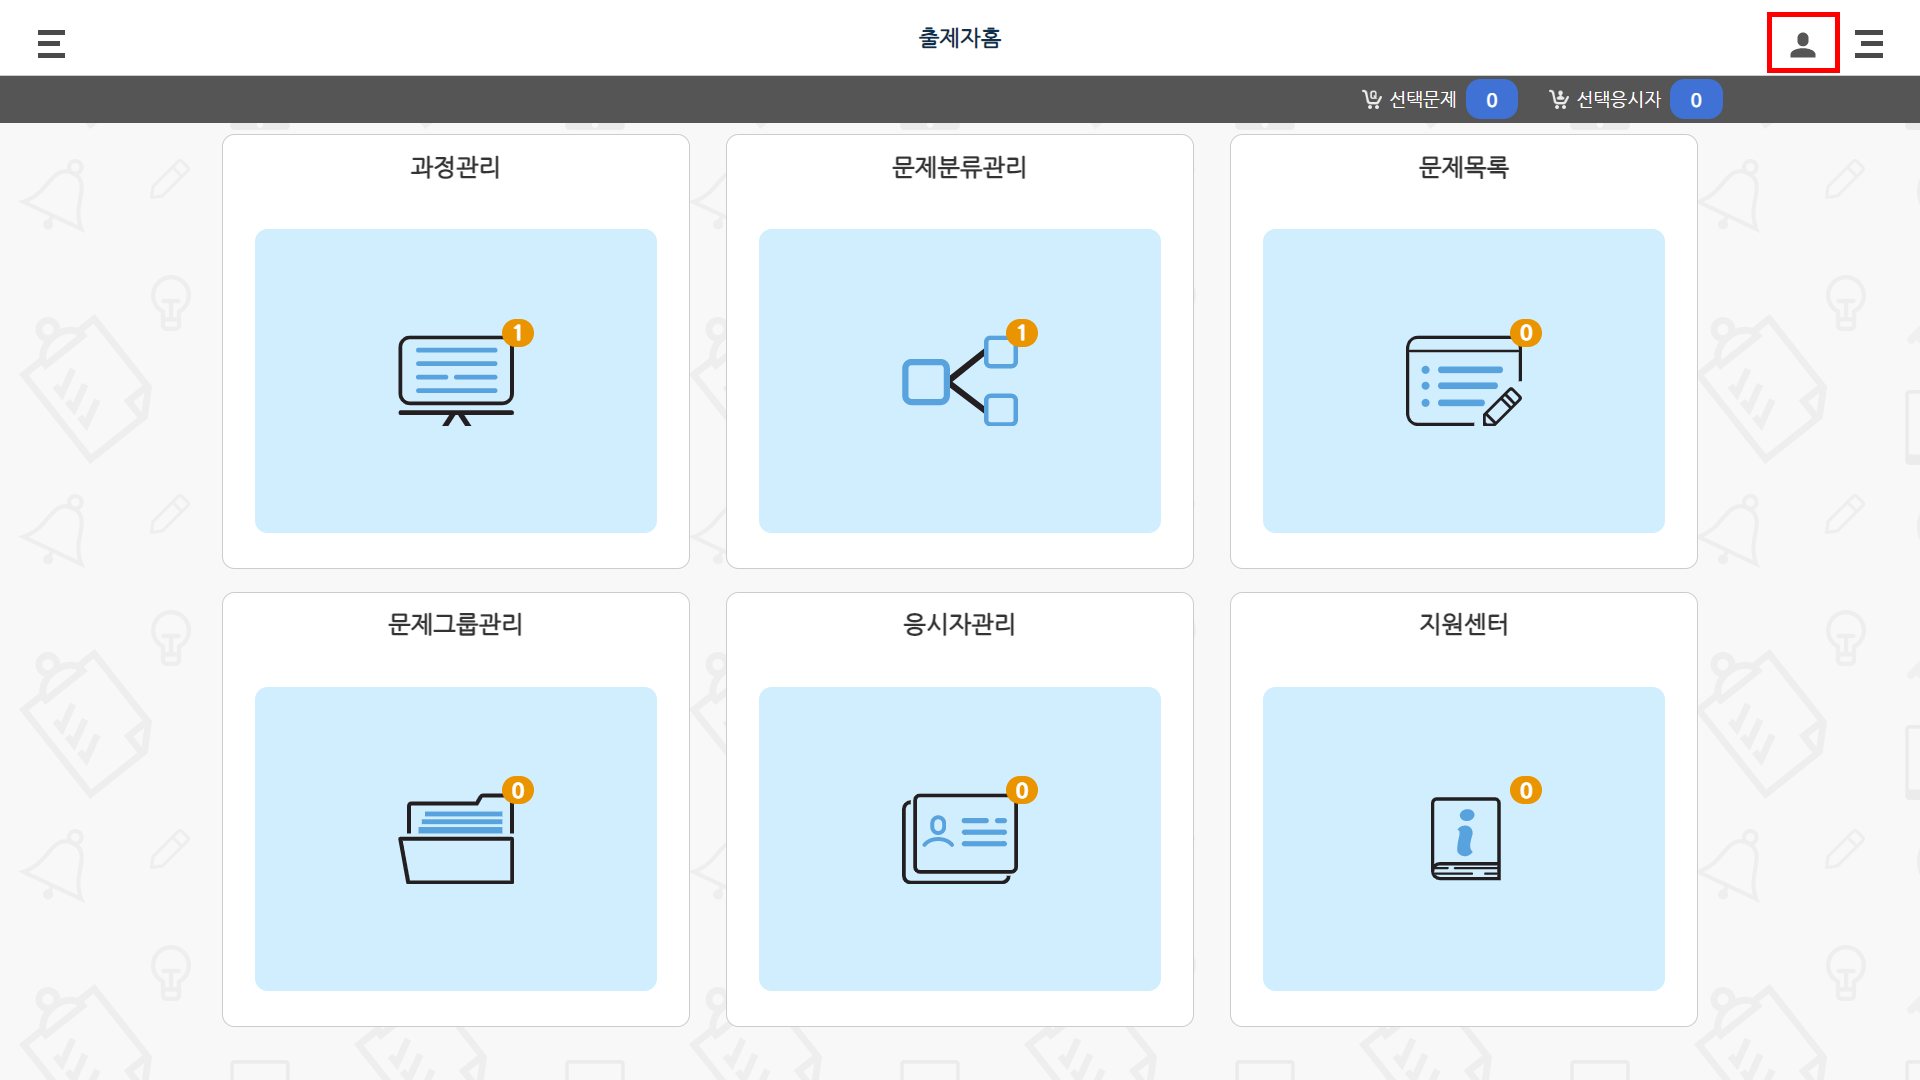 출제자홈
선택문제 0 선택응시자 0
과정관리
문제분류관리
문제목록
1
1
0
문제그룹관리
응시자관리
지원센터
0
0
0